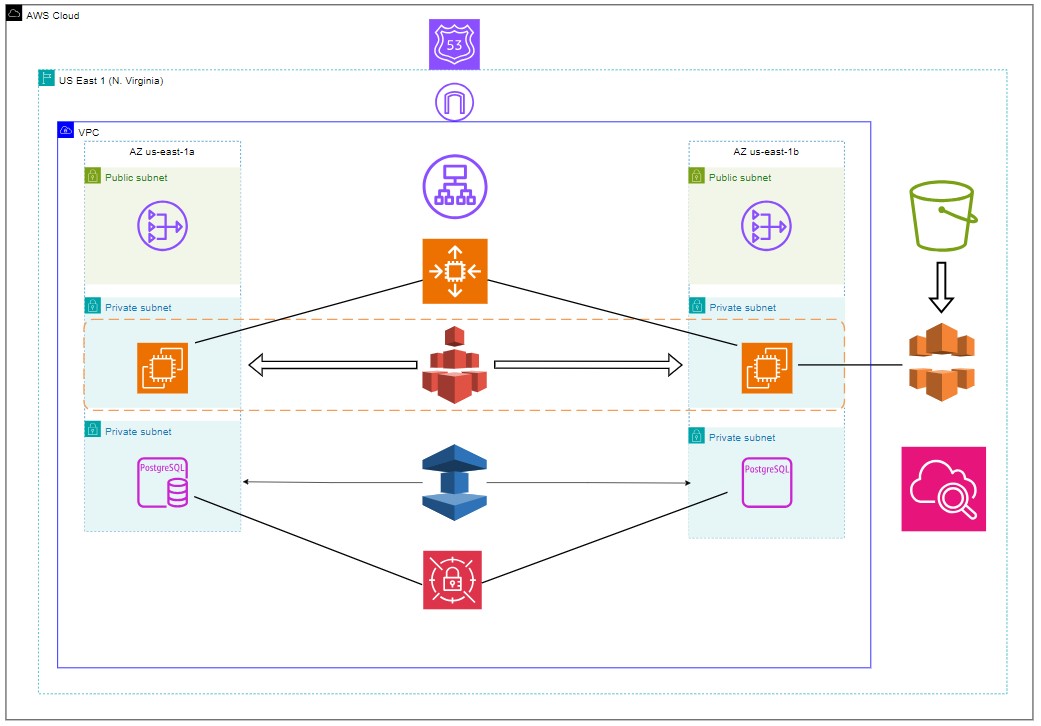 AWS Cloud
53
US East 1 (N. Virginia)
VPC
AZ us-east-1a
AZ us-east-1b
Public subnet
Public subnet
Private subnet
Private subnet
Private subnet
Private subnet
PostgreSQL
PostgreSQL